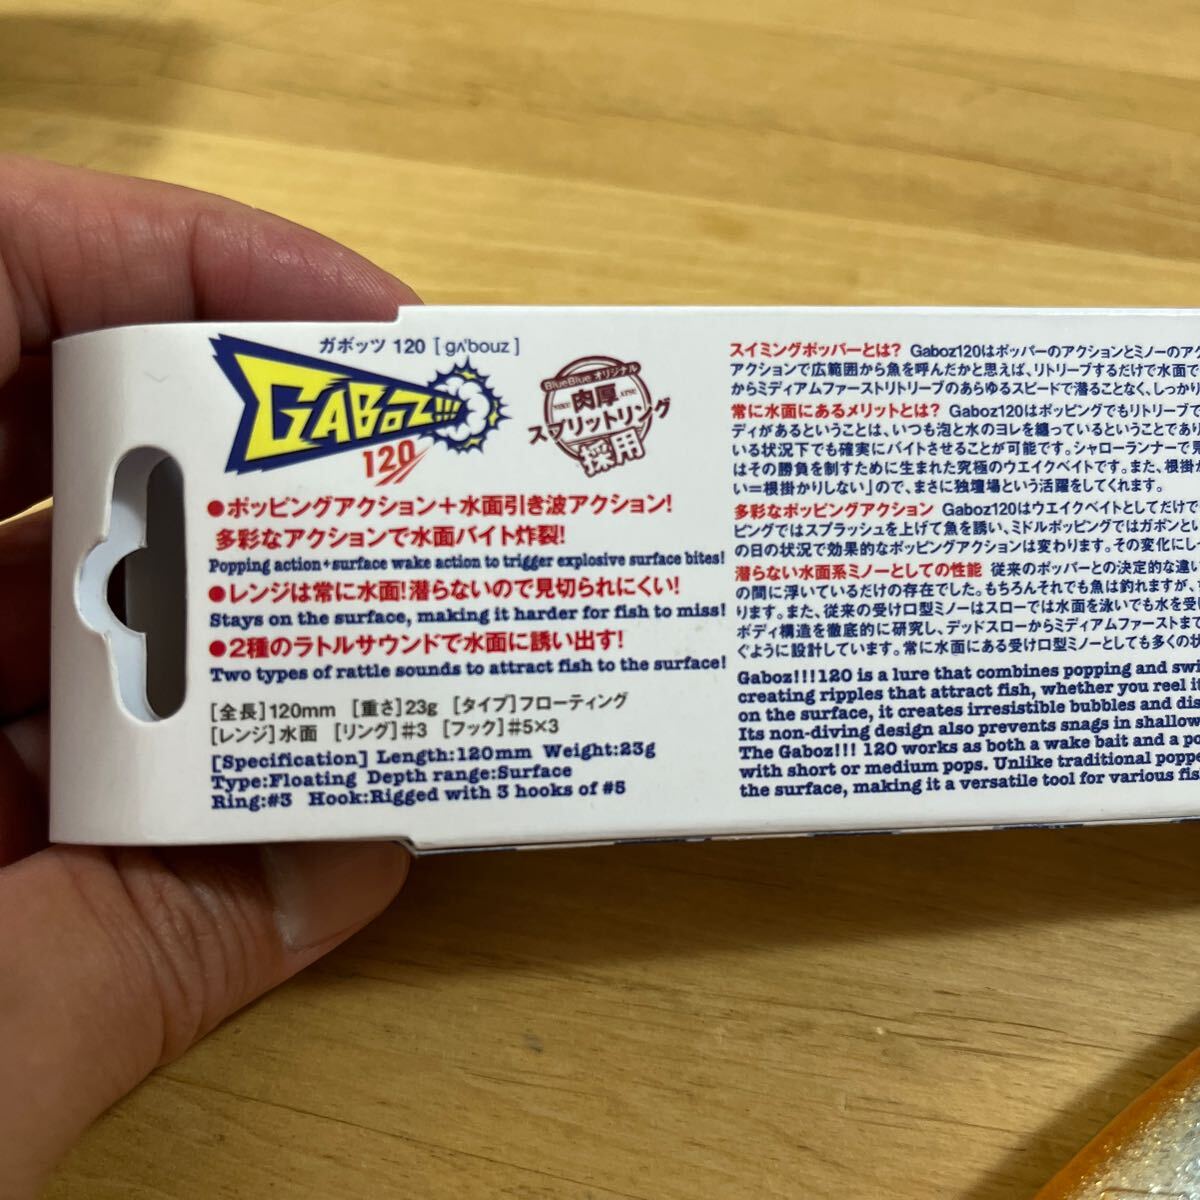 ガボッツ 120 [gʌ'bouz]
GABOZ!!!
120
BlueBlue オリジナル
肉厚
スプリットリング
採用
●ポッピングアクション＋水面引き波アクション!
多彩なアクションで水面バイト炸裂!
Popping action+surface wake action to trigger explosive surface bites!
●レンジは常に水面!潜らないので見切られにくい!
Stays on the surface, making it harder for fish to miss!
●2種のラトルサウンドで水面に誘い出す!
Two types of rattle sounds to attract fish to the surface!
[全長]120mm [重さ]23g [タイプ]フローティング
[レンジ]水面 [リング]#3 [フック]#5×3
[Specification] Length:120mm Weight:23g
Type:Floating Depth range:Surface
Ring:#3 Hook:Rigged with 3 hooks of #5
スイミングポッパーとは? Gaboz120はポッパーのアクションとミノーのアク
アクションで広範囲から魚を呼んだかと思えば、リトリーブするだけで水面で
からミディアムファーストリトリーブのあらゆるスピードで潜ることなく、しっかり
常に水面にあるメリットとは? Gaboz120はポッピングでもリトリーブで
ディがあるということは、いつも泡と水のヨレを纏っているということであり
いる状況下でも確実にバイトさせることが可能です。シャローランナーで見
はその勝負を制すために生まれた究極のウエイクベイトです。また、根掛か
い=根掛かりしない」ので、まさに独壇場という活躍をしてくれます。
多彩なポッピングアクション Gaboz120はウエイクベイトとしてだけで
ピングではスプラッシュを上げて魚を誘い、ミドルポッピングではガボンとい
の日の状況で効果的なポッピングアクションは変わります。その変化にし
潜らない水面系ミノーとしての性能 従来のポッパーとの決定的な違い
の間に浮いているだけの存在でした。もちろんそれでも魚は釣れますが、
ります。また、従来の受け口型ミノーはスローでは水面を泳いでも水を受
ボディ構造を徹底的に研究し、デッドスローからミディアムファーストまで
ぐように設計しています。常に水面にある受け口型ミノーとしても多くの状
Gaboz!!!120 is a lure that combines popping and swi
creating ripples that attract fish, whether you reel it
on the surface, it creates irresistible bubbles and dis
Its non-diving design also prevents snags in shallow
The Gaboz!!! 120 works as both a wake bait and a po
with short or medium pops. Unlike traditional poppe
the surface, making it a versatile tool for various fis